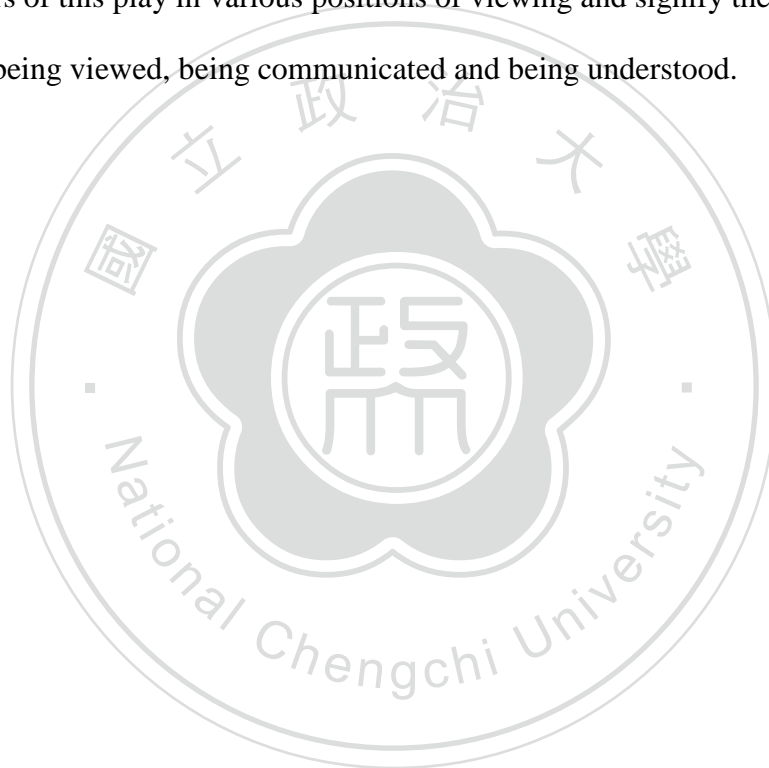 of this play in various positions of viewing and signify the
being viewed, being communicated and being understood.
國立政治大學
政
National Chengchi University